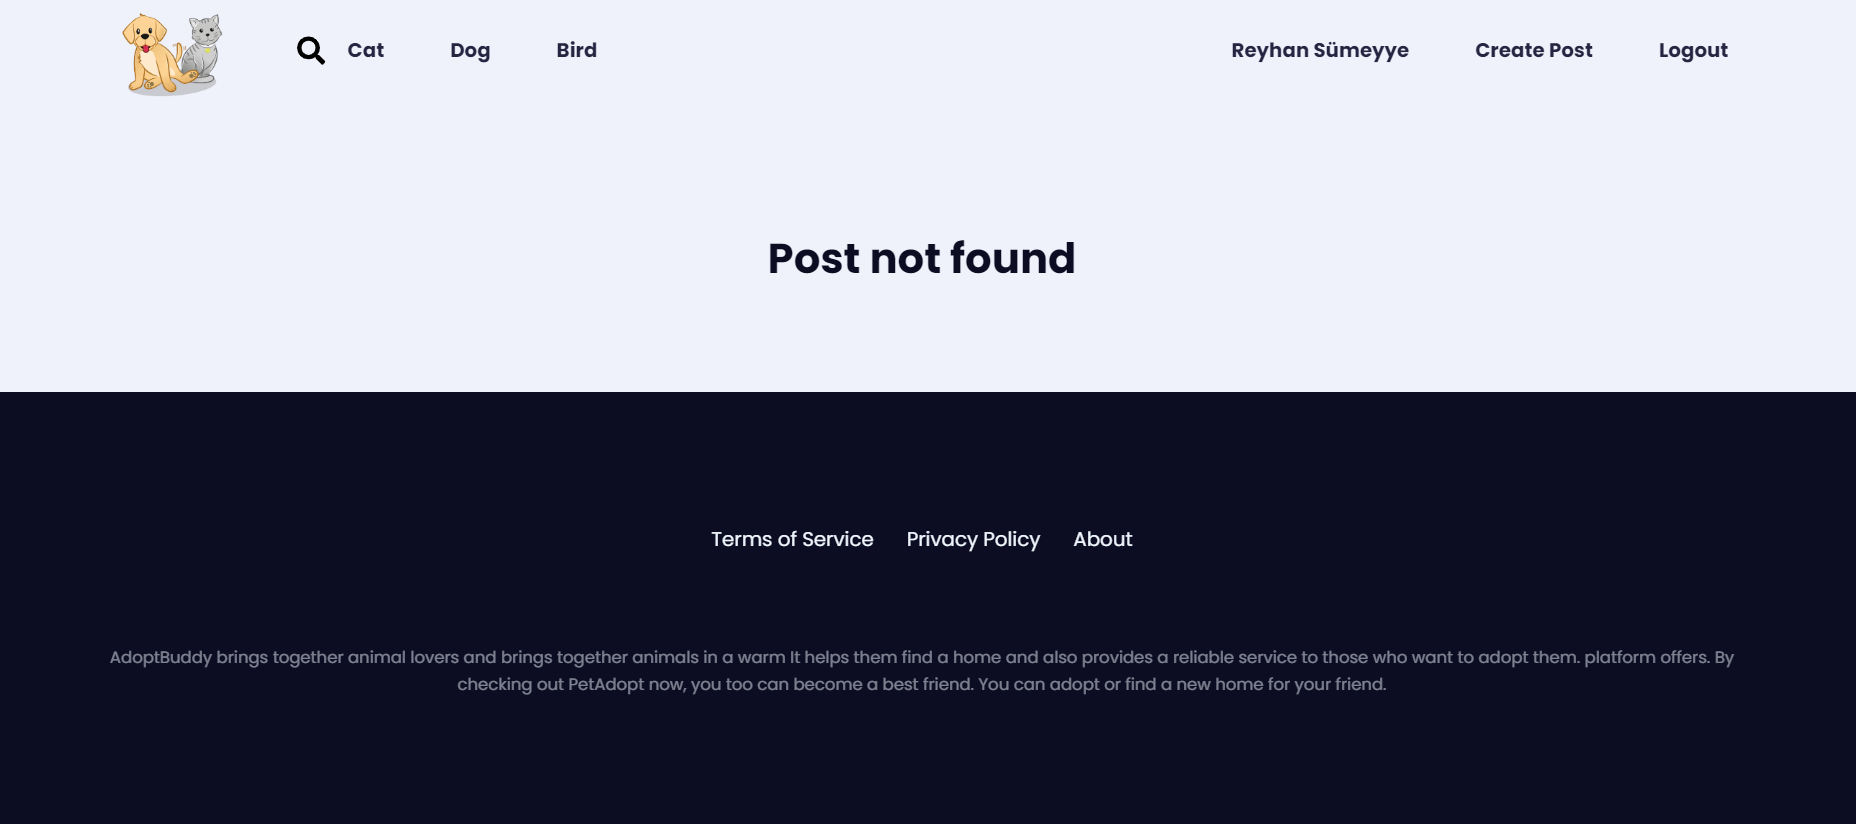 Cat Dog Bird Reyhan Sümeyye Create Post Logout
Post not found
Terms of Service Privacy Policy About
AdoptBuddy brings together animal lovers and brings together animals in a warm It helps them find a home and also provides a reliable service to those who want to adopt them. platform offers. By
checking out PetAdopt now, you too can become a best friend. You can adopt or find a new home for your friend.